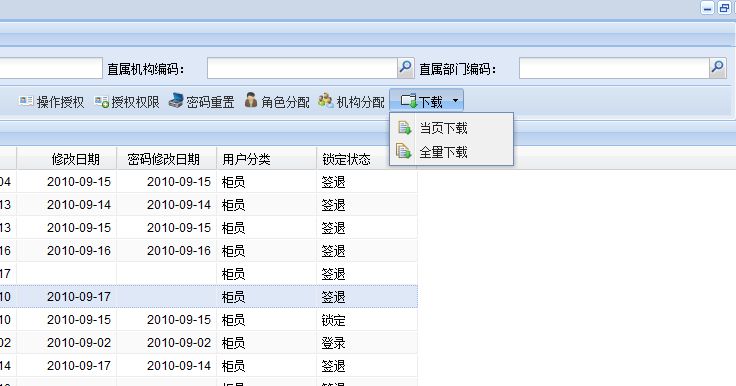 直属机构编码： 直属部门编码：
操作授权 授权权限 密码重置 角色分配 机构分配 下载
当页下载
全量下载
修改日期 密码修改日期 用户分类 锁定状态
04 2010-09-15 2010-09-15 柜员 签退
13 2010-09-14 2010-09-14 柜员 签退
13 2010-09-15 2010-09-15 柜员 签退
16 2010-09-16 2010-09-16 柜员 签退
17 柜员 签退
10 2010-09-17 柜员 签退
10 2010-09-15 2010-09-15 柜员 锁定
02 2010-09-02 2010-09-02 柜员 登录
14 2010-09-17 2010-09-14 柜员 签退